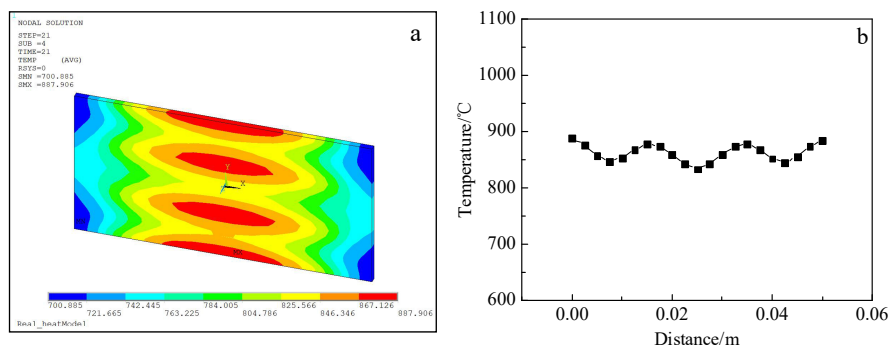 1
NODAL SOLUTION
STEP=21
SUB =4
TIME=21
TEMP (AVG)
RSYS=0
SMN =700.885
SMX =887.906
a
Y
X
MX
700.885 742.445 784.005 825.566 867.126
721.665 763.225 804.786 846.346 887.906
Real_heatModel
b
Temperature/℃
1100
1000
900
800
700
600
0.00 0.02 0.04 0.06
Distance/m